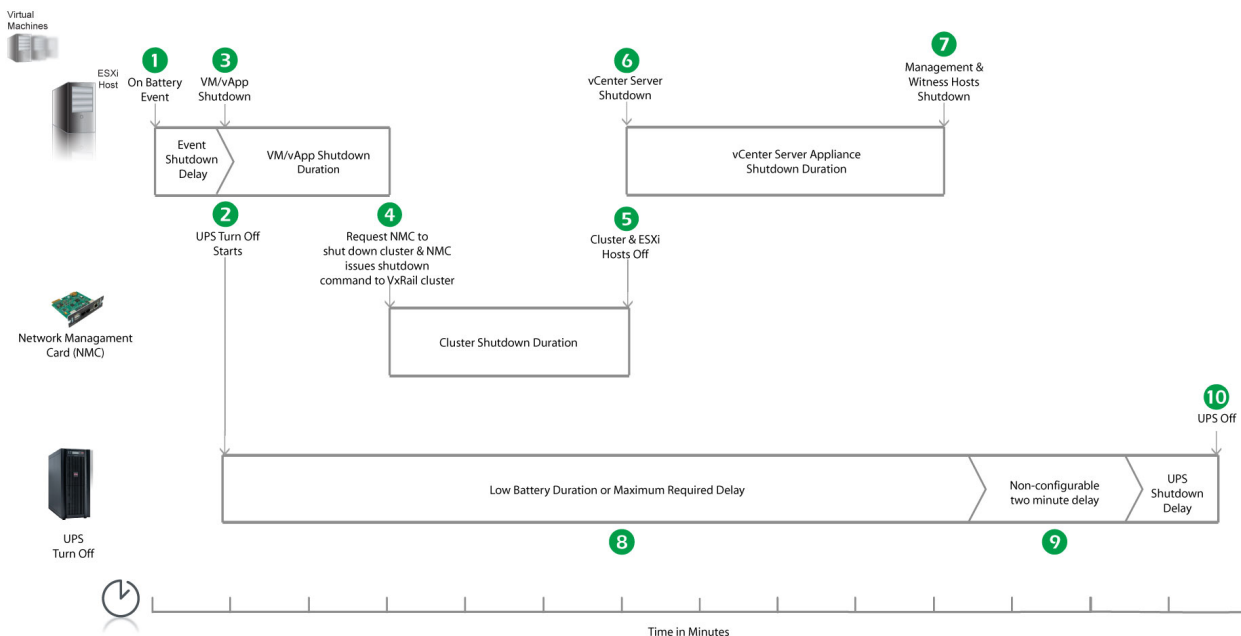 Virtual
Machines
ESXi
Host
1
On Battery
Event
3
VM/vApp
Shutdown
6
vCenter Server
Shutdown
7
Management &
Witness Hosts
Shutdown
Event
Shutdown
Delay
VM/vApp Shutdown
Duration
vCenter Server Appliance
Shutdown Duration
2
UPS Turn Off
Starts
4
Request NMC to
shut down cluster & NMC
issues shutdown
command to VxRail cluster
5
Cluster & ESXi
Hosts Off
Network Managament
Card (NMC)
Cluster Shutdown Duration
10
UPS Off
Low Battery Duration or Maximum Required Delay
Non-configurable
two minute delay
UPS
Shutdown
Delay
UPS
Turn Off
8
9
Time in Minutes